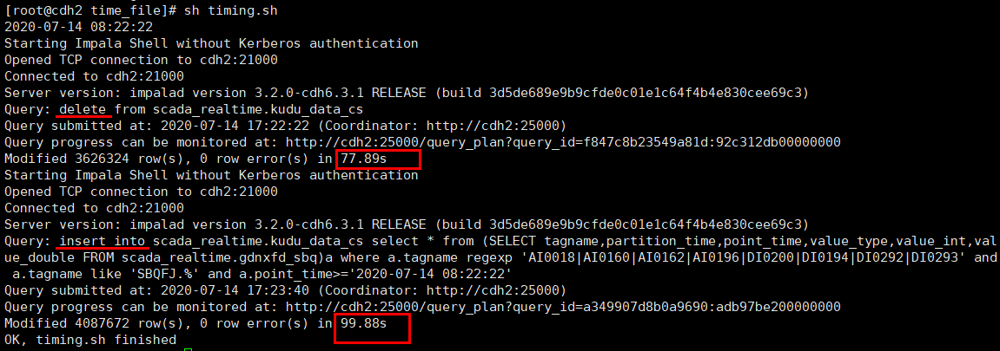 [root@cdh2 time_file]# sh timing.sh
2020-07-14 08:22:22
Starting Impala Shell without Kerberos authentication
Opened TCP connection to cdh2:21000
Connected to cdh2:21000
Server version: impalad version 3.2.0-cdh6.3.1 RELEASE (build 3d5de689e9b9cfde0c01e1c64f4b4e830cee69c3)
Query: delete from scada_realtime.kudu_data_cs
Query submitted at: 2020-07-14 17:22:22 (Coordinator: http://cdh2:25000)
Query progress can be monitored at: http://cdh2:25000/query_plan?query_id=f847c8b23549a81d:92c312db00000000
Modified 3626324 row(s), 0 row error(s) in 77.89s
Starting Impala Shell without Kerberos authentication
Opened TCP connection to cdh2:21000
Connected to cdh2:21000
Server version: impalad version 3.2.0-cdh6.3.1 RELEASE (build 3d5de689e9b9cfde0c01e1c64f4b4e830cee69c3)
Query: insert into scada_realtime.kudu_data_cs select * from (SELECT tagname,partition_time,point_time,value_type,value_int,val
ue_double FROM scada_realtime.gdnxfd_sbq)a where a.tagname regexp 'AI0018|AI0160|AI0162|AI0196|DI0200|DI0194|DI0292|DI0293' and
 a.tagname like 'SBQFJ.%' and a.point_time>='2020-07-14 08:22:22'
Query submitted at: 2020-07-14 17:23:40 (Coordinator: http://cdh2:25000)
Query progress can be monitored at: http://cdh2:25000/query_plan?query_id=a349907d8b0a9690:adb97be200000000
Modified 4087672 row(s), 0 row error(s) in 99.88s
OK, timing.sh finished